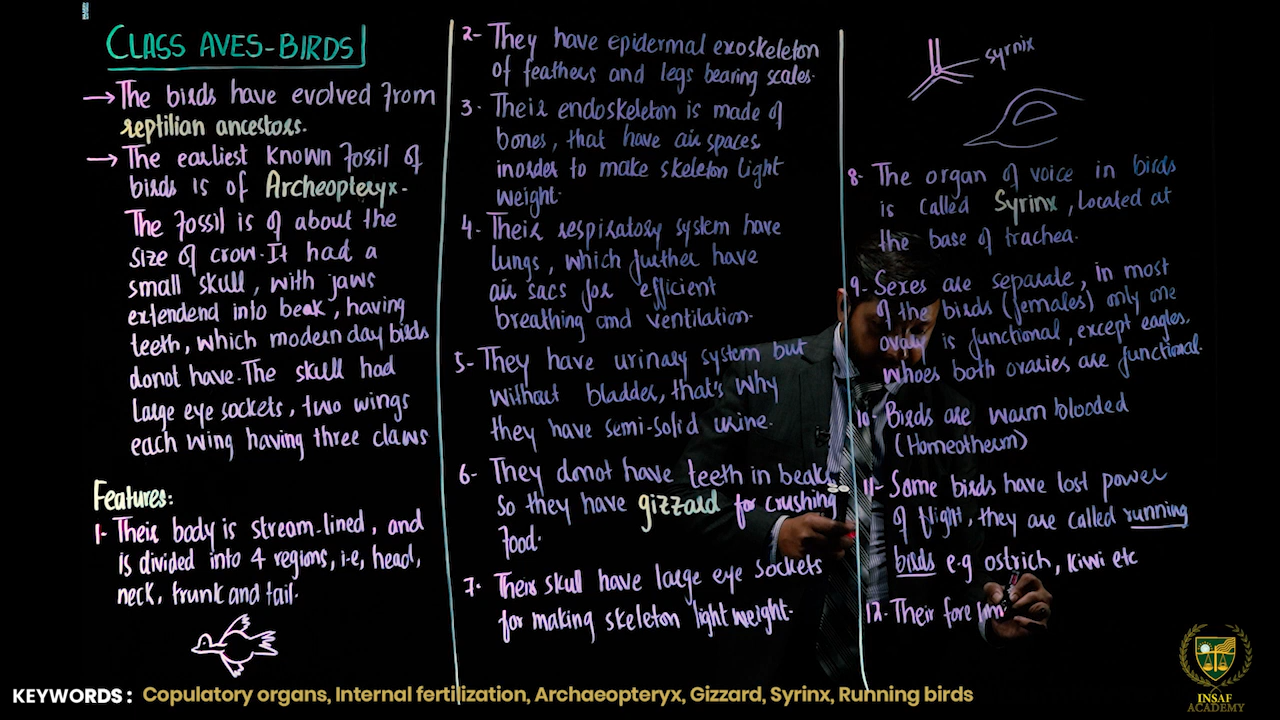 CLASS AVES-BIRDS
→ The birds have evolved from
reptilian ancestors.
→ The earliest known fossil of
birds is of Archeopteryx.
The fossil is of about the
size of crow. It had a
small skull, with jaws
extendend into beak, having
teeth, which modern day birds
donot have. The skull had
large eye sockets, two wings
each wing having three claws
Features:
1- Their body is stream-lined, and
is divided into 4 regions, i-e, head,
neck, trunk and tail.
2- They have epidermal exoskeleton
of feathers and legs bearing scales.
3. Their endoskeleton is made of
bones, that have air spaces
inorder to make skeleton light
weight.
4. Their respiratory system have
lungs, which further have
air sacs for efficient
breathing and ventilation.
5- They have urinary system but
without bladder, that's why
they have semi-solid urine.
6- They donot have teeth in beak
So they have gizzard for crushing
food.
7- Their skull have large eye sockets
for making skeleton light weight.
syrnix
8- The organ of voice in birds
is called Syrinx, located at
the base of trachea.
9- Sexes are separate, in most
of the birds (females) only one
ovary is functional, except eagles,
whoes both ovaries are functional.
10- Birds are warm blooded
(Homeotherm)
11- Some birds have lost power
of flight, they are called running
birds e.g ostrich, kiwi etc
12. Their fore lim
KEYWORDS : Copulatory organs, Internal fertilization, Archaeopteryx, Gizzard, Syrinx, Running birds
INSAF
ACADEMY